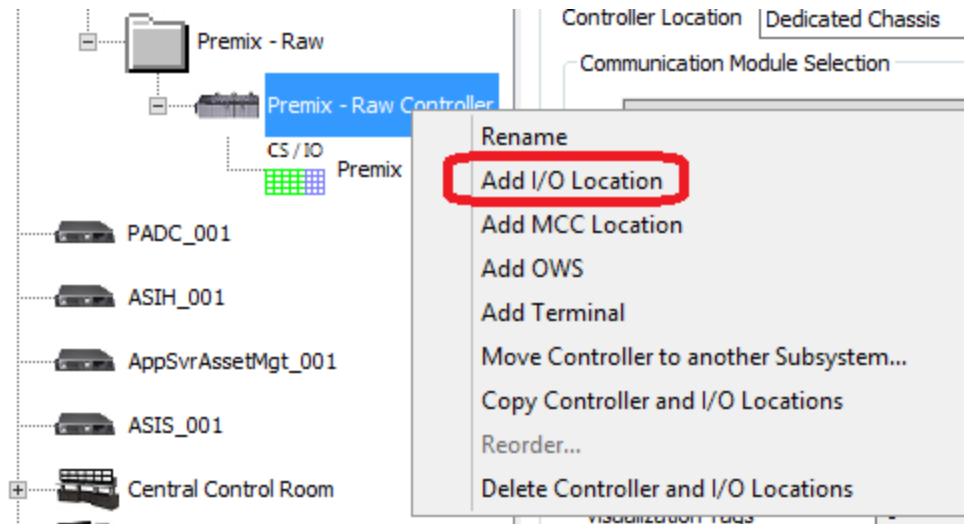 Controller Location Dedicated Chassis
Premix - Raw
Communication Module Selection
Premix - Raw Controller
Rename
CS / IO
Premix
Add I/O Location
Add MCC Location
PADC_001
Add OWS
ASIH_001
Add Terminal
AppSvrAssetMgt_001
Move Controller to another Subsystem...
Copy Controller and I/O Locations
ASIS_001
Reorder...
Central Control Room
Delete Controller and I/O Locations
Visualization Tags